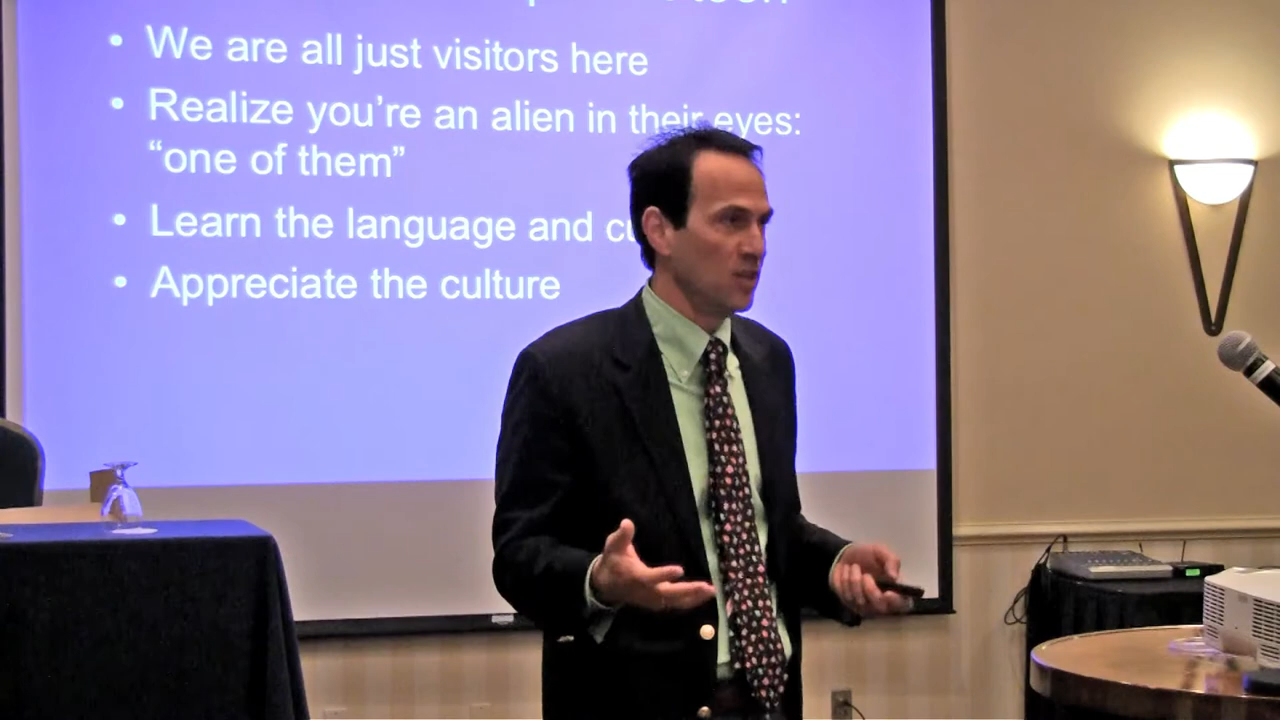 • We are all just visitors here
• Realize you're an alien in their eyes:
"one of them"
• Learn the language and
• Appreciate the culture